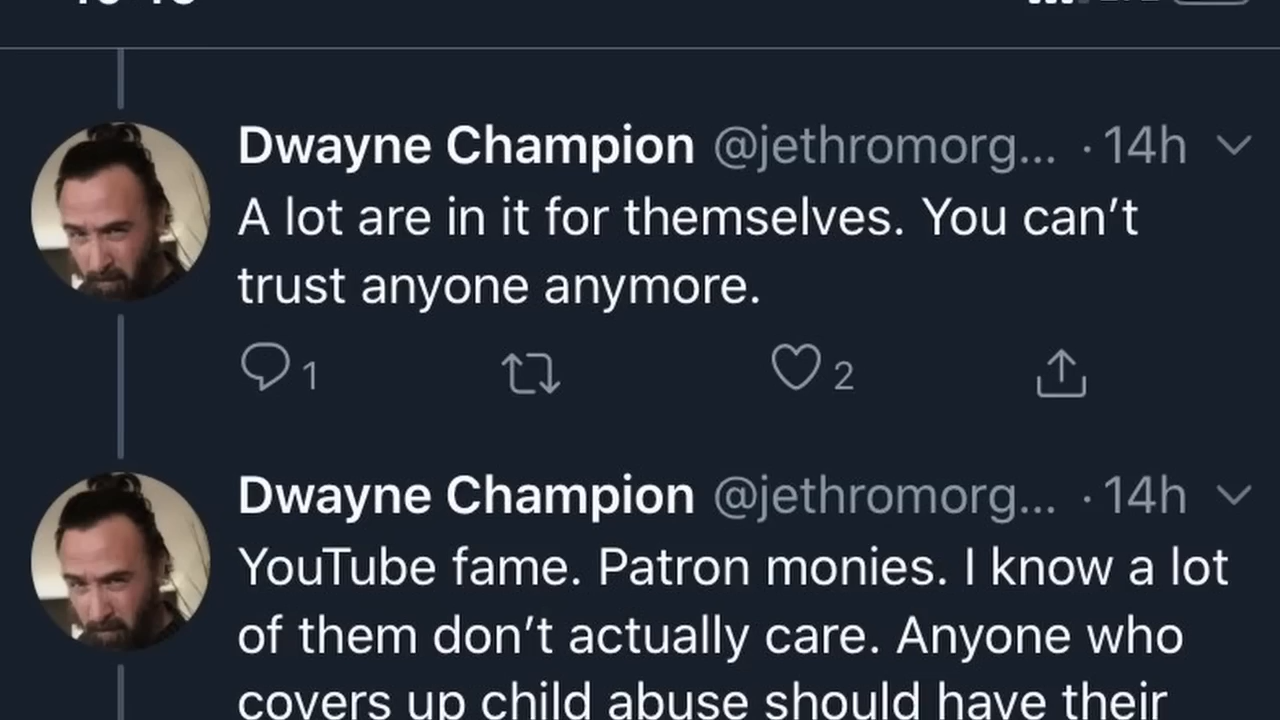 Dwayne Champion @jethromorg... · 14h
A lot are in it for themselves. You can’t
trust anyone anymore.
1 2
Dwayne Champion @jethromorg... · 14h
YouTube fame. Patron monies. I know a lot
of them don’t actually care. Anyone who
covers up child abuse should have their